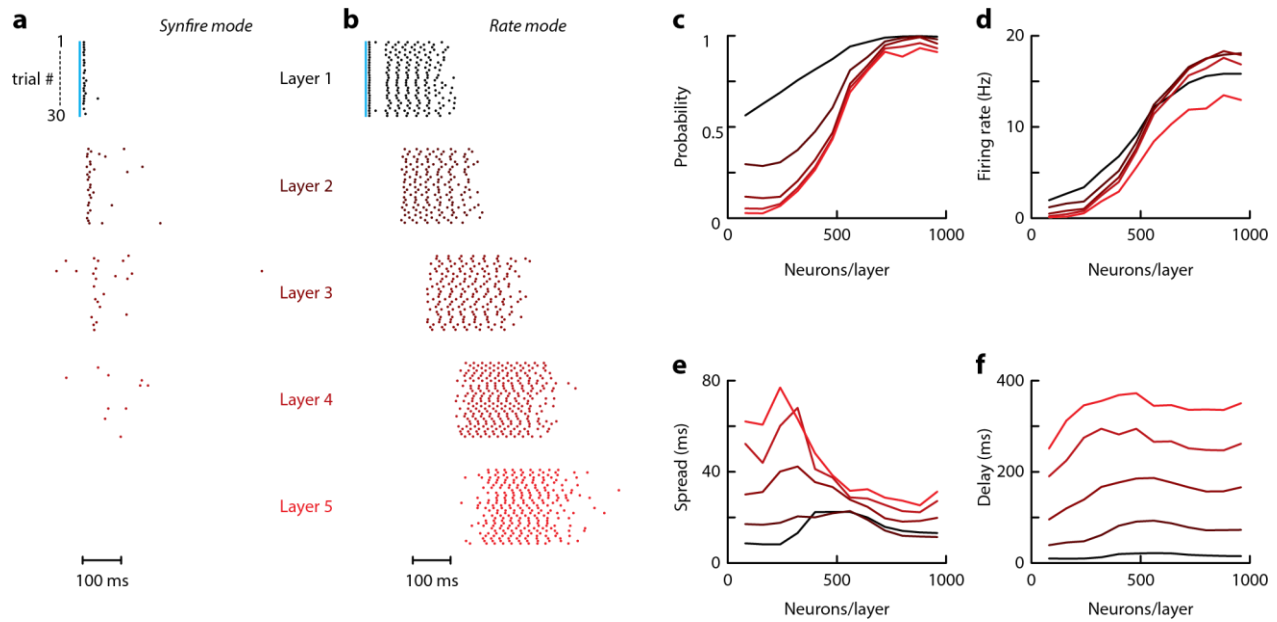 a
Synfire mode
b
Rate mode
1
trial #
30
Layer 1
Layer 2
Layer 3
Layer 4
Layer 5
100 ms
100 ms
c
1
0.5
0
Probability
0
500
1000
Neurons/layer
d
20
10
0
Firing rate (Hz)
0
500
1000
Neurons/layer
e
80
40
0
Spread (ms)
0
500
1000
Neurons/layer
f
400
200
0
Delay (ms)
0
500
1000
Neurons/layer